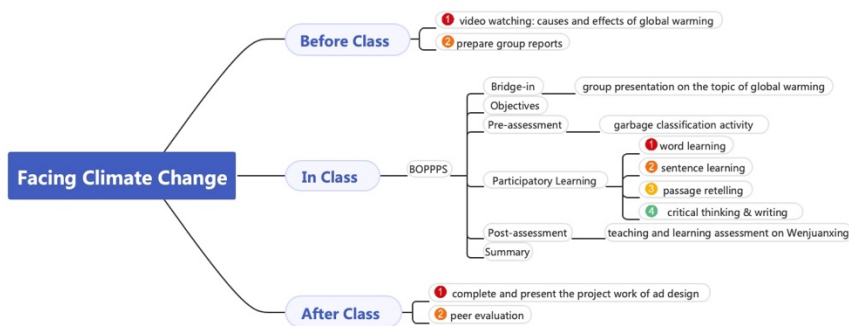 Facing Climate Change
Before Class
1 video watching: causes and effects of global warming
2 prepare group reports
In Class
BOPPPS
Bridge-in
group presentation on the topic of global warming
Objectives
Pre-assessment
garbage classification activity
Participatory Learning
1 word learning
2 sentence learning
3 passage retelling
4 critical thinking & writing
Post-assessment
teaching and learning assessment on Wenjuanxing
Summary
After Class
1 complete and present the project work of ad design
2 peer evaluation